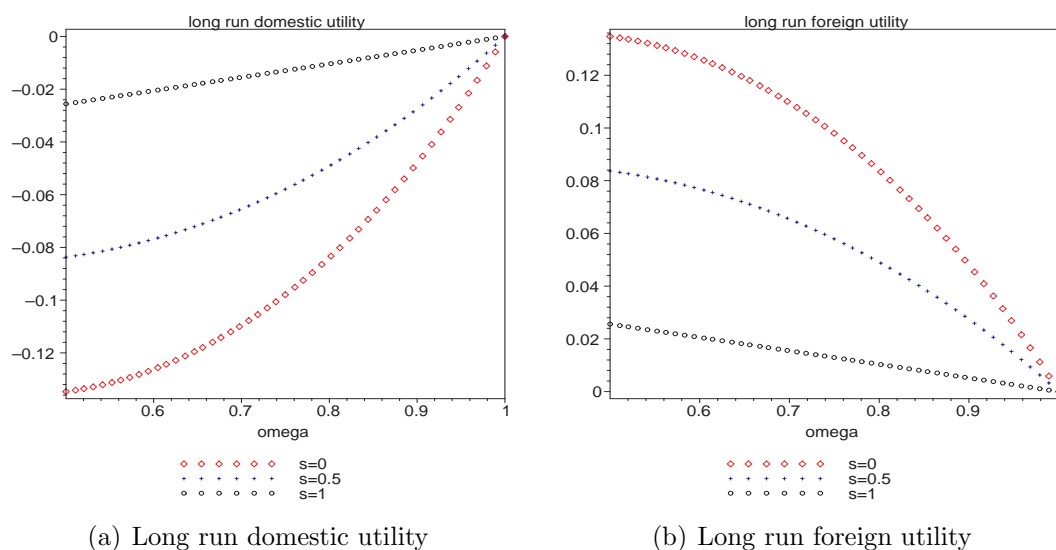 long run domestic utility
0
−0.02
−0.04
−0.06
−0.08
−0.1
−0.12
0.6 0.7 0.8 0.9 1
omega
s=0
s=0.5
s=1
(a) Long run domestic utility
long run foreign utility
0.12
0.1
0.08
0.06
0.04
0.02
0
0.6 0.7 0.8 0.9
omega
s=0
s=0.5
s=1
(b) Long run foreign utility